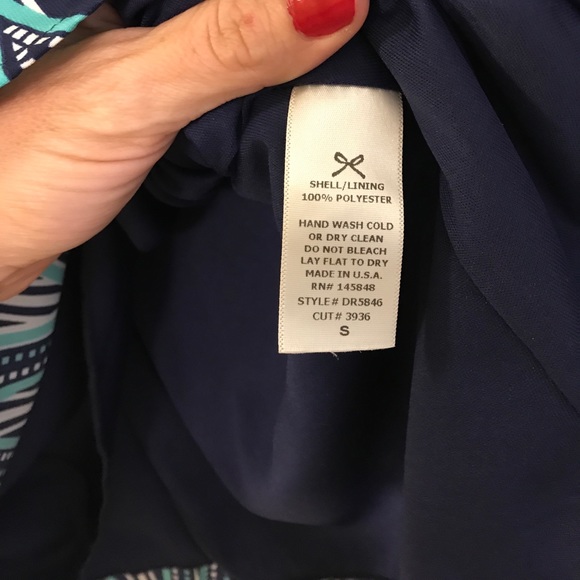 SHELL/LINING
100% POLYESTER
HAND WASH COLD
OR DRY CLEAN
DO NOT BLEACH
LAY FLAT TO DRY
MADE IN U.S.A.
RN# 145848
STYLE# DR5846
CUT# 3936
S